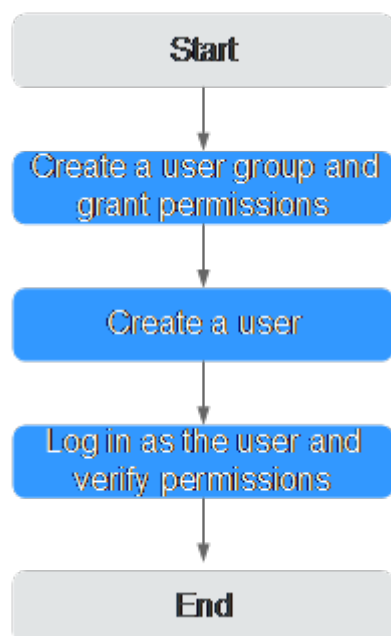 Start
Create a user group and
grant permissions
Create a user
Log in as the user and
verify permissions
End